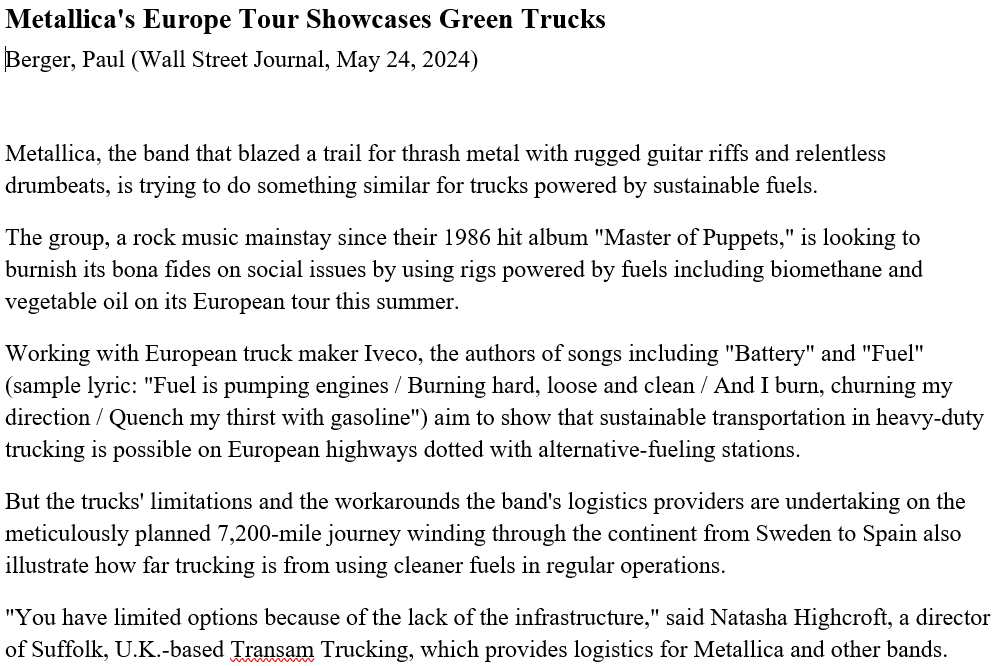 Metallica's Europe Tour Showcases Green Trucks
Berger, Paul (Wall Street Journal, May 24, 2024)
Metallica, the band that blazed a trail for thrash metal with rugged guitar riffs and relentless
drumbeats, is trying to do something similar for trucks powered by sustainable fuels.
The group, a rock music mainstay since their 1986 hit album "Master of Puppets," is looking to
burnish its bona fides on social issues by using rigs powered by fuels including biomethane and
vegetable oil on its European tour this summer.
Working with European truck maker Iveco, the authors of songs including "Battery" and "Fuel"
(sample lyric: "Fuel is pumping engines / Burning hard, loose and clean / And I burn, churning my
direction / Quench my thirst with gasoline") aim to show that sustainable transportation in heavy-duty
trucking is possible on European highways dotted with alternative-fueling stations.
But the trucks' limitations and the workarounds the band's logistics providers are undertaking on the
meticulously planned 7,200-mile journey winding through the continent from Sweden to Spain also
illustrate how far trucking is from using cleaner fuels in regular operations.
"You have limited options because of the lack of the infrastructure," said Natasha Highcroft, a director
of Suffolk, U.K.-based Transam Trucking, which provides logistics for Metallica and other bands.